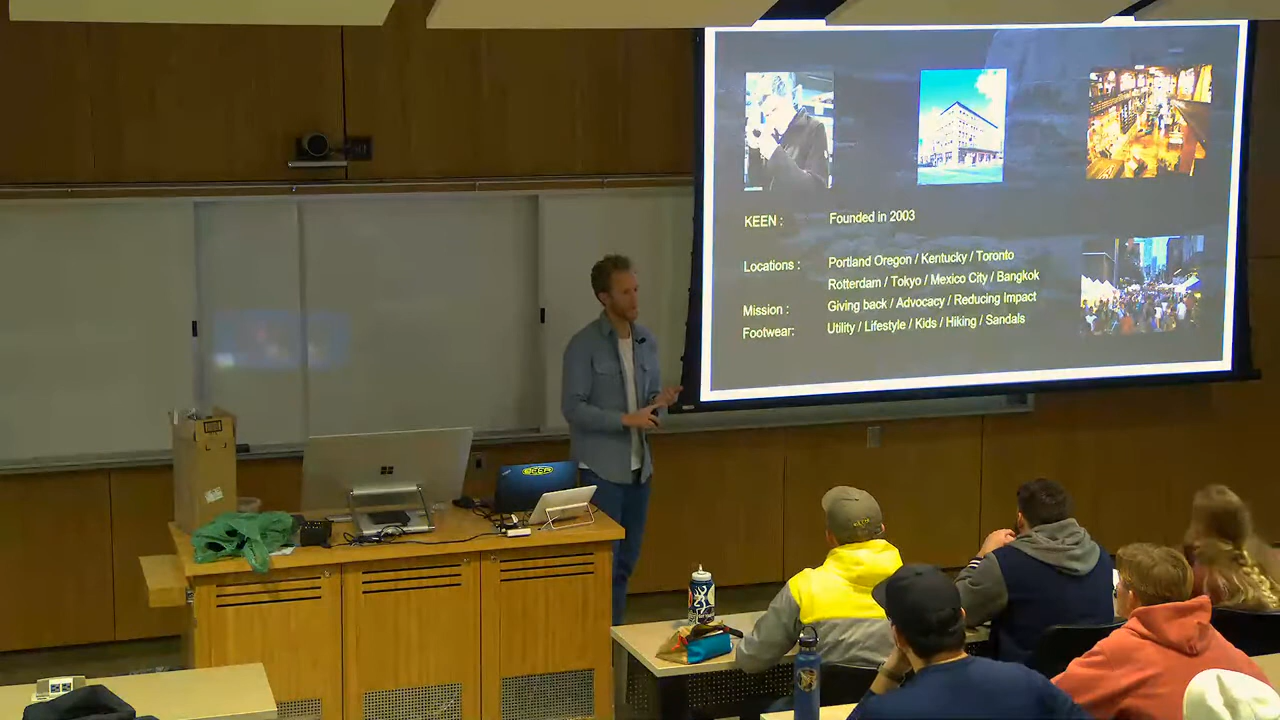 KEEN : Founded in 2003
Locations : Portland Oregon / Kentucky / Toronto
Rotterdam / Tokyo / Mexico City / Bangkok
Mission : Giving back / Advocacy / Reducing Impact
Footwear: Utility / Lifestyle / Kids / Hiking / Sandals
KEEN